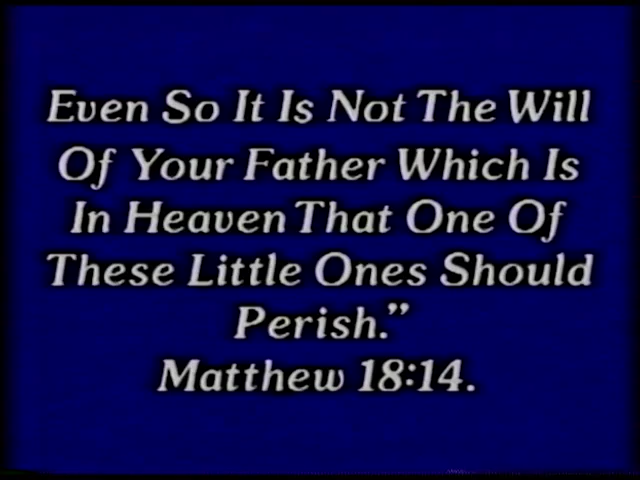 Even So It Is Not The Will
Of Your Father Which Is
In Heaven That One Of
These Little Ones Should
Perish.”
Matthew 18:14.